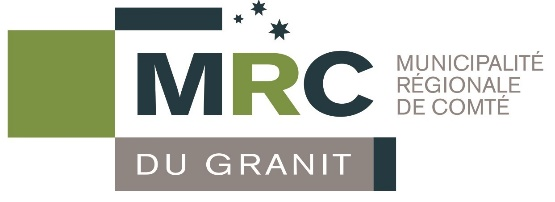 MRC
MUNICIPALITÉ
RÉGIONALE
DE COMTÉ
DU GRANIT